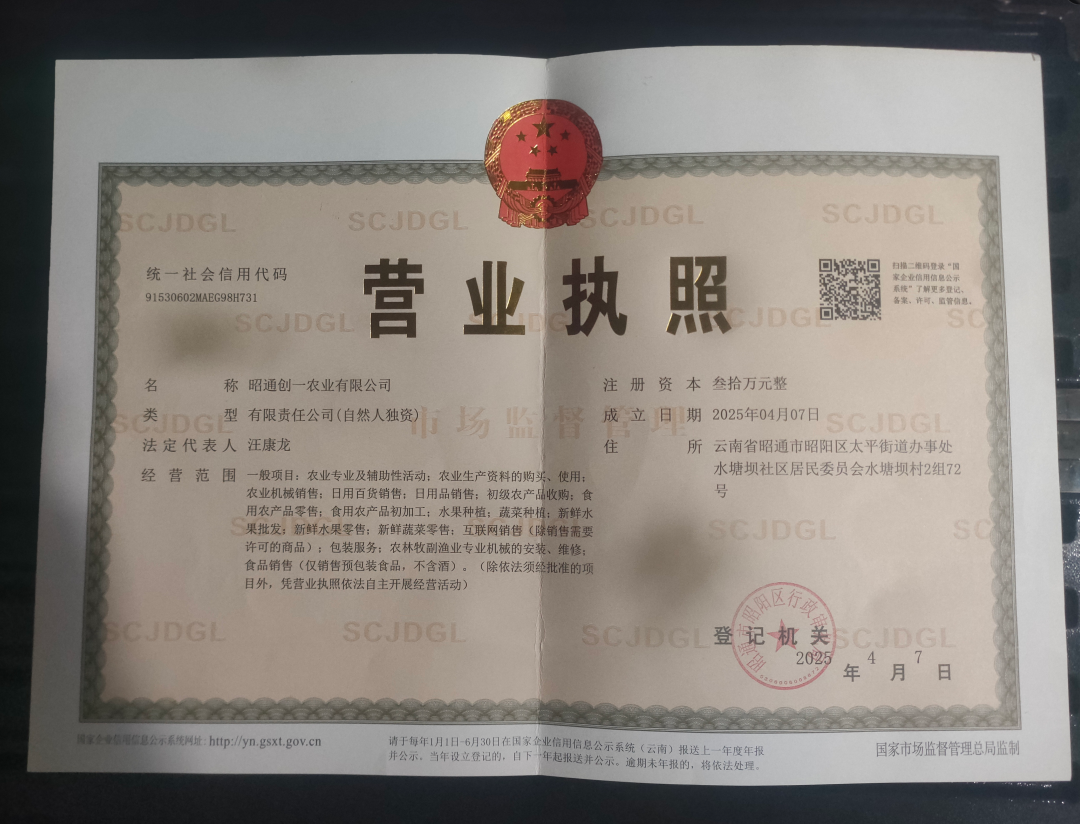 营业执照
统一社会信用代码
91530602MAEG98H731
扫描二维码登录“国
家企业信用信息公示
系统”了解更多登记、
备案、许可、监管信息。
名称 昭通创一农业有限公司
类型 有限责任公司(自然人独资)
法定代表人 汪康龙
经营范围 一般项目：农业专业及辅助性活动；农业生产资料的购买、使用；
农业机械销售；日用百货销售；日用品销售；初级农产品收购；食
用农产品零售；食用农产品初加工；水果种植；蔬菜种植；新鲜水
果批发；新鲜水果零售；新鲜蔬菜零售；互联网销售（除销售需要
许可的商品）；包装服务；农林牧副渔业专业机械的安装、维修；
食品销售（仅销售预包装食品，不含酒）。（除依法须经批准的项
目外，凭营业执照依法自主开展经营活动）
注册资本 叁拾万元整
成立日期 2025年04月07日
住所 云南省昭通市昭阳区太平街道办事处
水塘坝社区居民委员会水塘坝村2组72
号
市场监督管理
SCJDGL
登记机关
2025年4月7日
国家企业信用信息公示系统网址：http://yn.gsxt.gov.cn
请于每年1月1日-6月30日在国家企业信用信息公示系统（云南）报送上一年度年报
并公示。当年设立登记的，自下一年起报送并公示。逾期未年报的，将依法处理。
国家市场监督管理总局监制